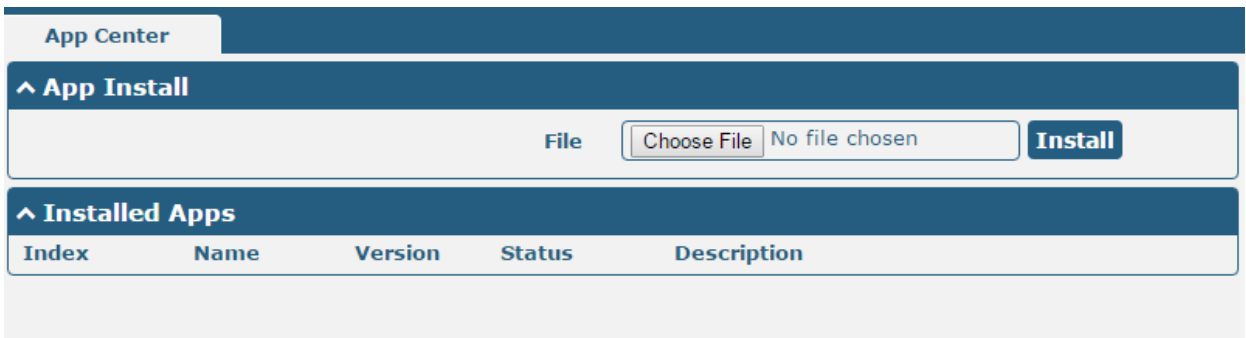 App Center
App Install
File Choose File No file chosen Install
Installed Apps
Index Name Version Status Description